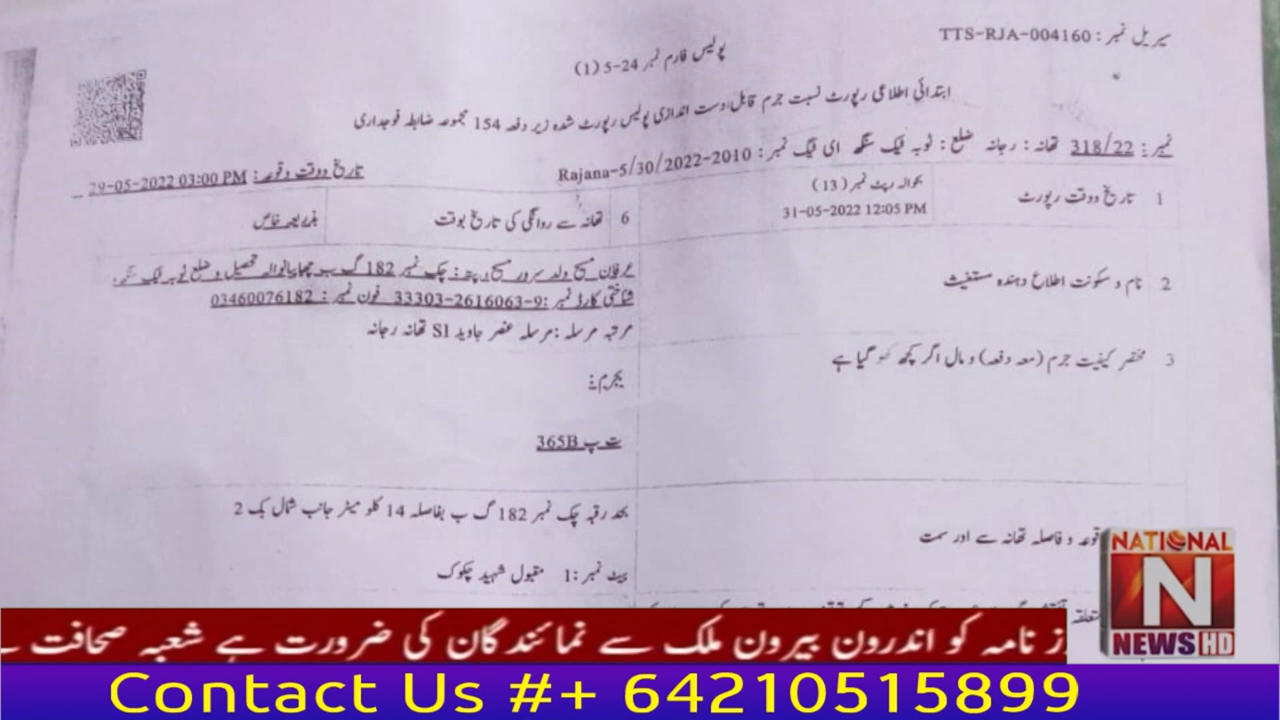 سیریل نمبر : TTS-RJA-004160
پولیس فارم نمبر 24-5 (1)
ابتدائی اطلاعی رپورٹ نسبت جرم قابل دست اندازی پولیس رپورٹ شدہ زیر دفعہ 154 مجموعہ ضابطہ فوجداری
نمبر : 318/22 تھانہ : رجانہ ضلع : ٹوبہ ٹیک سنگھ ای ٹیگ نمبر : Rajana-5/30/2022-2010 تاریخ ووقت وقوعہ : 29-05-2022 03:00 PM
1 تاریخ ووقت رپورٹ
بحوالہ رپٹ نمبر (13)
31-05-2022 12:05 PM
6 تھانہ سے روانگی کی تاریخ بوقت
بذریعہ خاص
2 نام و سکونت اطلاع دہندہ مستغیث
عرفان مسیح ولد سرور مسیح، پتہ : چک نمبر 182 گ ب تحصیل و ضلع ٹوبہ ٹیک سنگھ،
شناختی کارڈ نمبر :9-2616063-33303 فون نمبر : 03460076182
مرتبہ مرسلہ : مرسلہ عنصر جاوید SI تھانہ رجانہ
3 مختصر کیفیت جرم (معہ دفعہ) و مال اگر کچھ کھو گیا ہے
بجرم :
ت پ 365B
بحد رقبہ چک نمبر 182 گ ب بفاصلہ 14 کلو میٹر جانب شمال بک 2
وقوعہ و فاصلہ تھانہ سے اور سمت
بیٹ نمبر :1 مقبول شہید چکوک
متعلقہ
NATIONAL
N
NEWS HD
ز نامہ کو اندرون بیرون ملک سے نمائندگان کی ضرورت ہے شعبہ صحافت سے
Contact Us #+ 64210515899